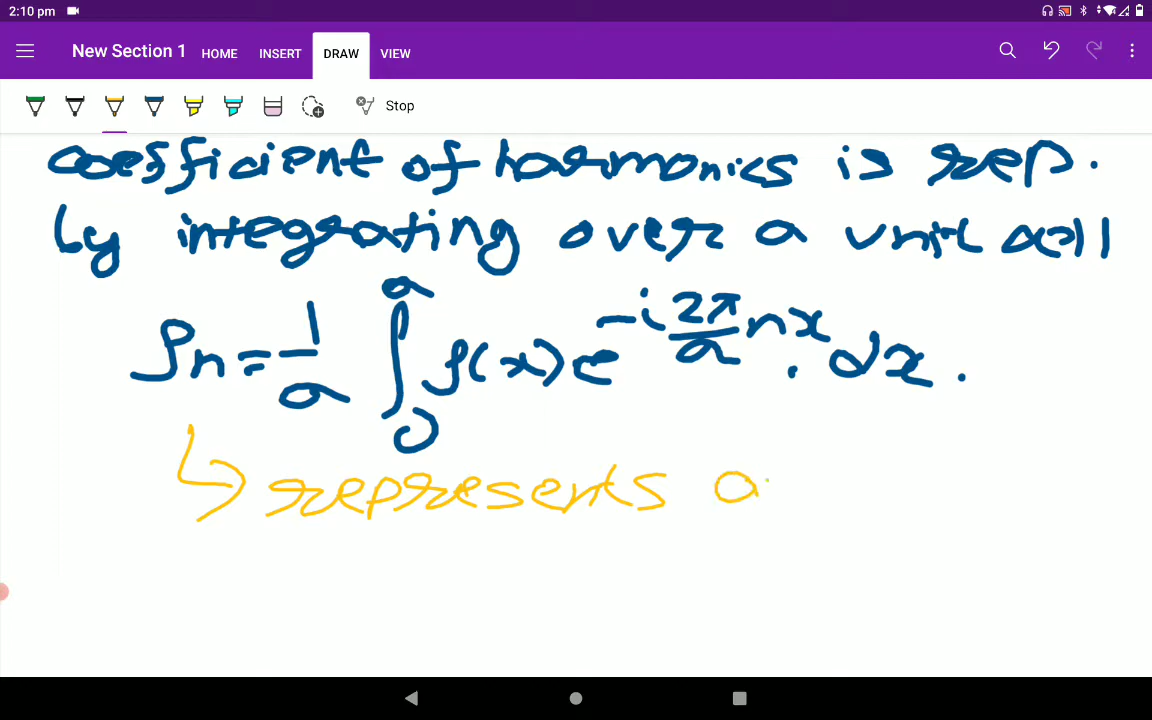 2:10 pm
New Section 1 HOME INSERT DRAW VIEW
Stop
coefficient of harmonics is rep.
by integrating over a unit cell
ρn = 1/a ∫₀ᵃ ρ(x) e^(-i 2π/a nx) . dx .
↳ represents a